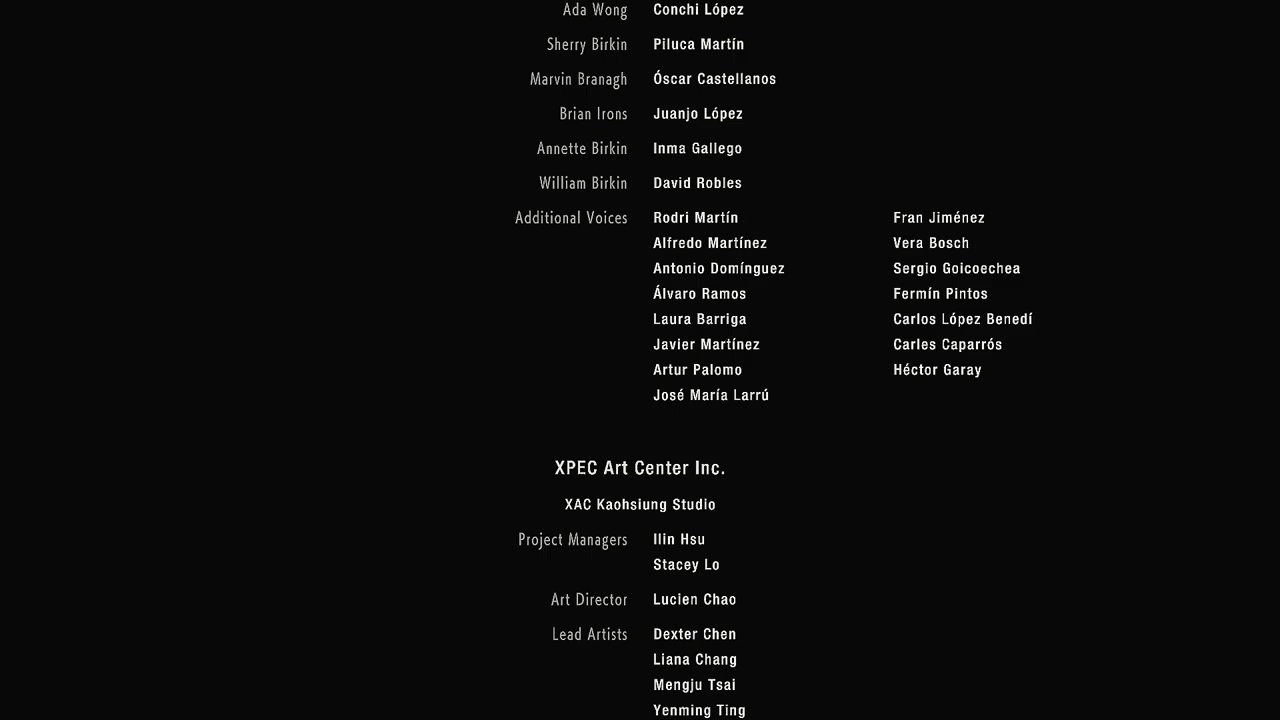 Ada Wong Conchi López
Sherry Birkin Piluca Martín
Marvin Branagh Óscar Castellanos
Brian Irons Juanjo López
Annette Birkin Inma Gallego
William Birkin David Robles
Additional Voices Rodri Martín Fran Jiménez
Alfredo Martínez Vera Bosch
Antonio Domínguez Sergio Goicoechea
Álvaro Ramos Fermín Pintos
Laura Barriga Carlos López Benedí
Javier Martínez Carles Caparrós
Artur Palomo Héctor Garay
José María Larrú
XPEC Art Center Inc.
XAC Kaohsiung Studio
Project Managers Ilin Hsu
Stacey Lo
Art Director Lucien Chao
Lead Artists Dexter Chen
Liana Chang
Mengju Tsai
Yenming Ting